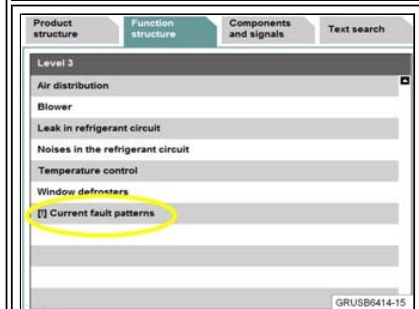 Product structure
Function structure
Components and signals
Text search
Level 3
Air distribution
Blower
Leak in refrigerant circuit
Noises in the refrigerant circuit
Temperature control
Window defrosters
[!] Current fault patterns
GRUSB6414-15